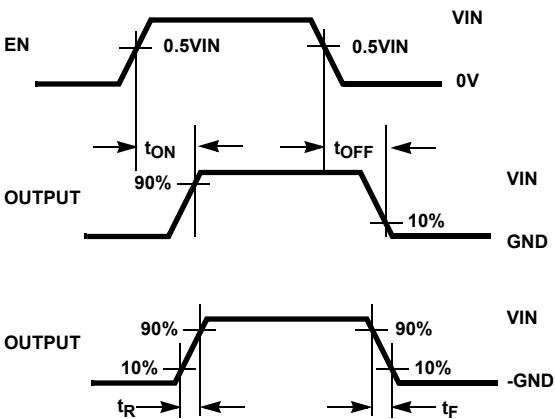 VIN
EN
0.5VIN
0.5VIN
0V
tON
tOFF
90%
VIN
OUTPUT
10%
GND
VIN
90%
90%
OUTPUT
10%
10%
-GND
tR
tF